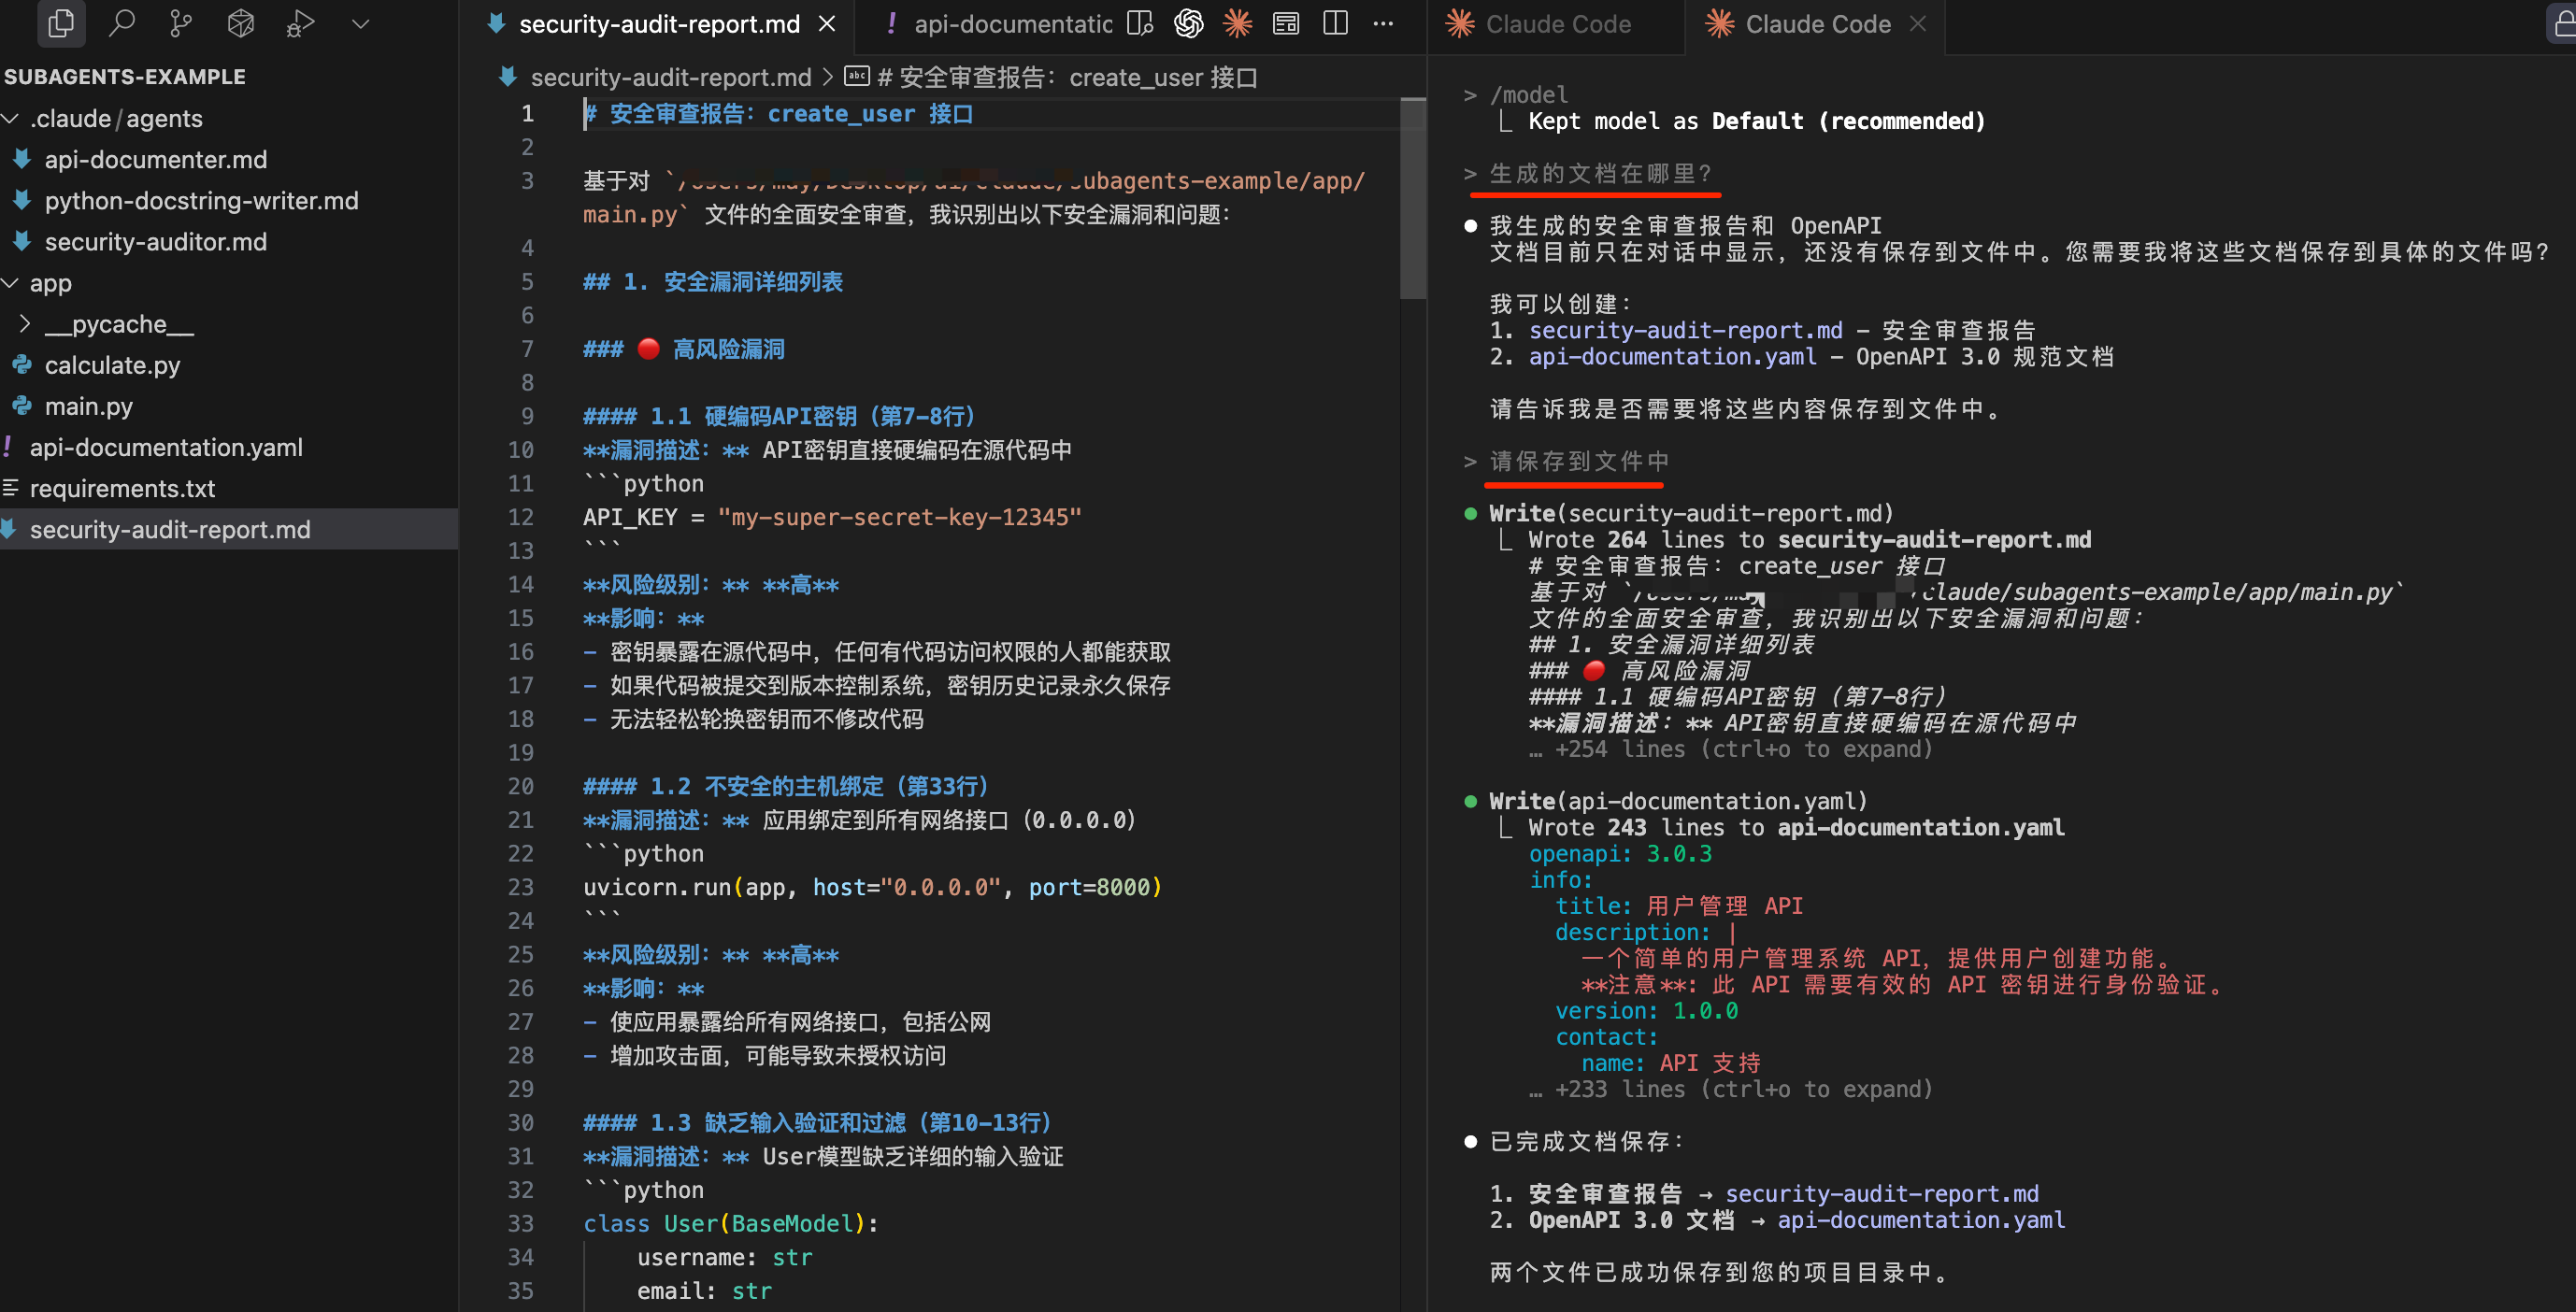 SUBAGENTS-EXAMPLE
.claude/agents
api-documenter.md
python-docstring-writer.md
security-auditor.md
app
__pycache__
calculate.py
main.py
api-documentation.yaml
requirements.txt
security-audit-report.md
security-audit-report.md
api-documentatic
security-audit-report.md > abc # 安全审查报告：create_user 接口
1 # 安全审查报告：create_user 接口
2
3 基于对 `/Users/may/Desktop/ai/claude/subagents-example/app/
main.py` 文件的全面安全审查，我识别出以下安全漏洞和问题：
4
5 ## 1. 安全漏洞详细列表
6
7 ### 🔴 高风险漏洞
8
9 #### 1.1 硬编码API密钥（第7-8行）
10 **漏洞描述：** API密钥直接硬编码在源代码中
11 ```python
12 API_KEY = "my-super-secret-key-12345"
13 ```
14 **风险级别：** **高**
15 **影响：**
16 - 密钥暴露在源代码中，任何有代码访问权限的人都能获取
17 - 如果代码被提交到版本控制系统，密钥历史记录永久保存
18 - 无法轻松轮换密钥而不修改代码
19
20 #### 1.2 不安全的主机绑定（第33行）
21 **漏洞描述：** 应用绑定到所有网络接口（0.0.0.0）
22 ```python
23 uvicorn.run(app, host="0.0.0.0", port=8000)
24 ```
25 **风险级别：** **高**
26 **影响：**
27 - 使应用暴露给所有网络接口，包括公网
28 - 增加攻击面，可能导致未授权访问
29
30 #### 1.3 缺乏输入验证和过滤（第10-13行）
31 **漏洞描述：** User模型缺乏详细的输入验证
32 ```python
33 class User(BaseModel):
34 username: str
35 email: str
Claude Code
Claude Code
> /model
Kept model as Default (recommended)
> 生成的文档在哪里？
我生成的安全审查报告和 OpenAPI
文档目前只在对话中显示，还没有保存到文件中。您需要我将这些文档保存到具体的文件吗？
我可以创建：
1. security-audit-report.md - 安全审查报告
2. api-documentation.yaml - OpenAPI 3.0 规范文档
请告诉我是否需要将这些内容保存到文件中。
> 请保存到文件中
Write(security-audit-report.md)
Wrote 264 lines to security-audit-report.md
# 安全审查报告：create_user 接口
基于对 `/claude/subagents-example/app/main.py`
文件的全面安全审查，我识别出以下安全漏洞和问题：
## 1. 安全漏洞详细列表
### 🔴 高风险漏洞
#### 1.1 硬编码API密钥（第7-8行）
**漏洞描述：** API密钥直接硬编码在源代码中
… +254 lines (ctrl+o to expand)
Write(api-documentation.yaml)
Wrote 243 lines to api-documentation.yaml
openapi: 3.0.3
info:
title: 用户管理 API
description: |
一个简单的用户管理系统 API，提供用户创建功能。
**注意**: 此 API 需要有效的 API 密钥进行身份验证。
version: 1.0.0
contact:
name: API 支持
… +233 lines (ctrl+o to expand)
已完成文档保存：
1. 安全审查报告 → security-audit-report.md
2. OpenAPI 3.0 文档 → api-documentation.yaml
两个文件已成功保存到您的项目目录中。